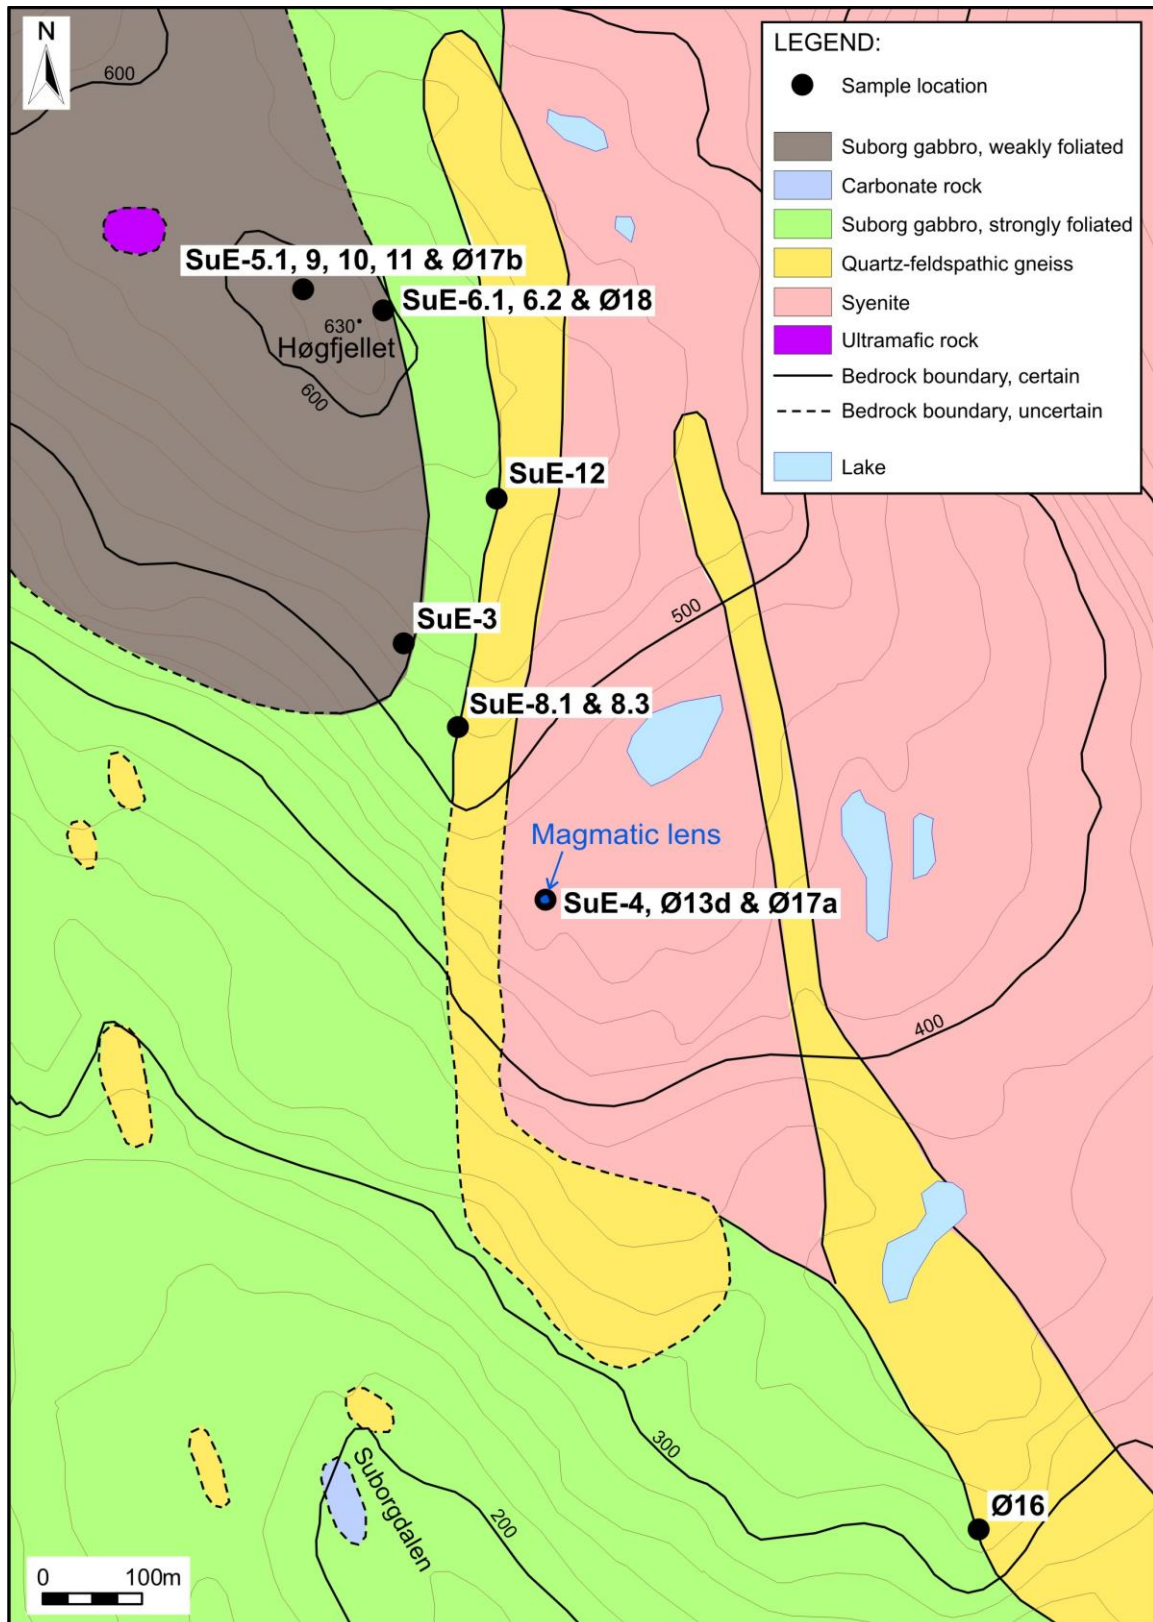 N
600
SuE-5.1, 9, 10, 11 & Ø17b
SuE-6.1, 6.2 & Ø18
630
Høgfjellet
600
SuE-12
SuE-3
500
SuE-8.1 & 8.3
Magmatic lens
SuE-4, Ø13d & Ø17a
400
300
Suborgdalen
200
Ø16
0 100m
LEGEND:
Sample location
Suborg gabbro, weakly foliated
Carbonate rock
Suborg gabbro, strongly foliated
Quartz-feldspathic gneiss
Syenite
Ultramafic rock
Bedrock boundary, certain
Bedrock boundary, uncertain
Lake